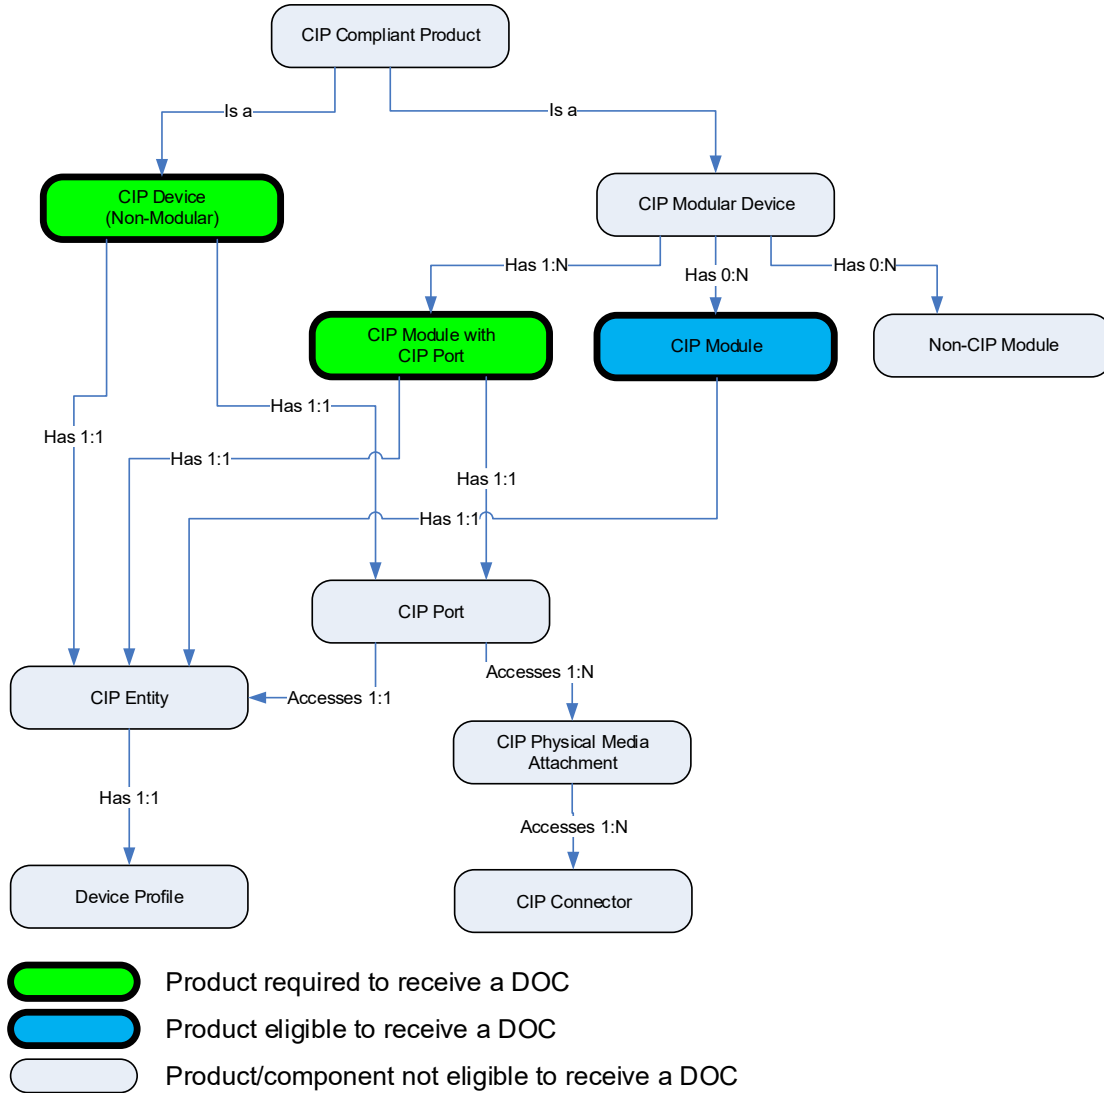 CIP Compliant Product
Is a
Is a
CIP Device
(Non-Modular)
CIP Modular Device
Has 1:N
Has 0:N
Has 0:N
CIP Module with
CIP Port
CIP Module
Non-CIP Module
Has 1:1
Has 1:1
Has 1:1
Has 1:1
Has 1:1
CIP Port
Accesses 1:N
CIP Entity
Accesses 1:1
CIP Physical Media
Attachment
Has 1:1
Accesses 1:N
Device Profile
CIP Connector
Product required to receive a DOC
Product eligible to receive a DOC
Product/component not eligible to receive a DOC